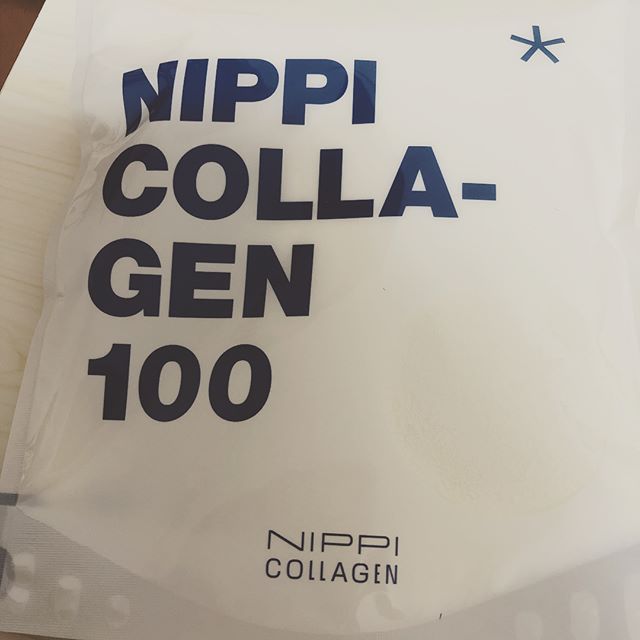 *
NIPPI
COLLA-
GEN
100
NIPPI
COLLAGEN